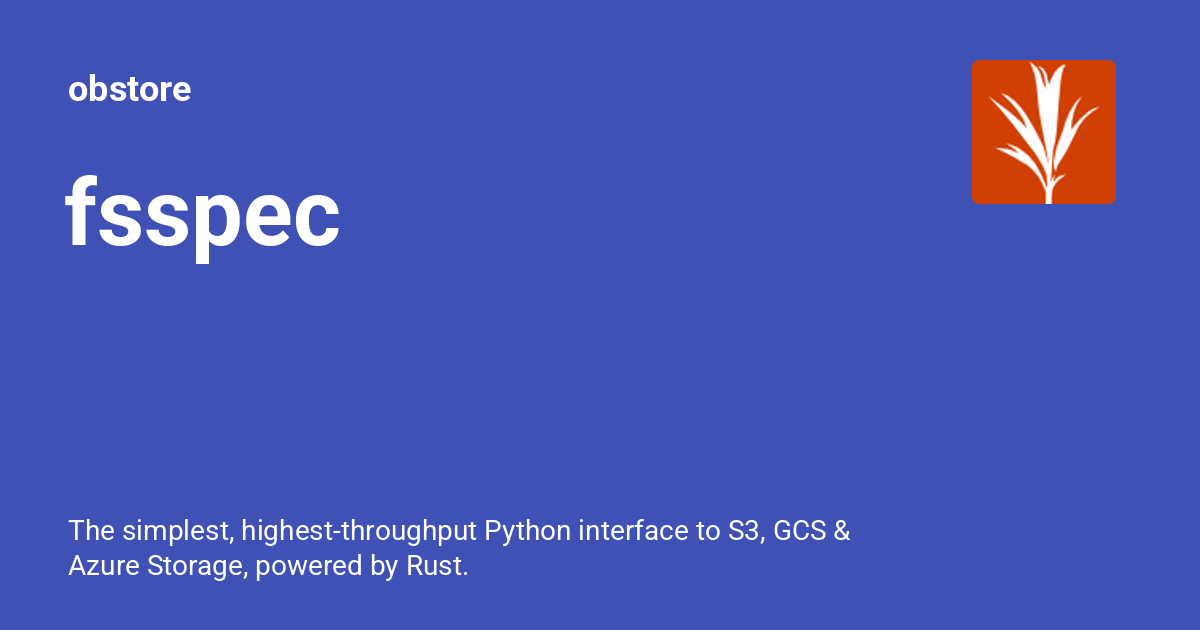 obstore
fsspec
The simplest, highest-throughput Python interface to S3, GCS &
Azure Storage, powered by Rust.